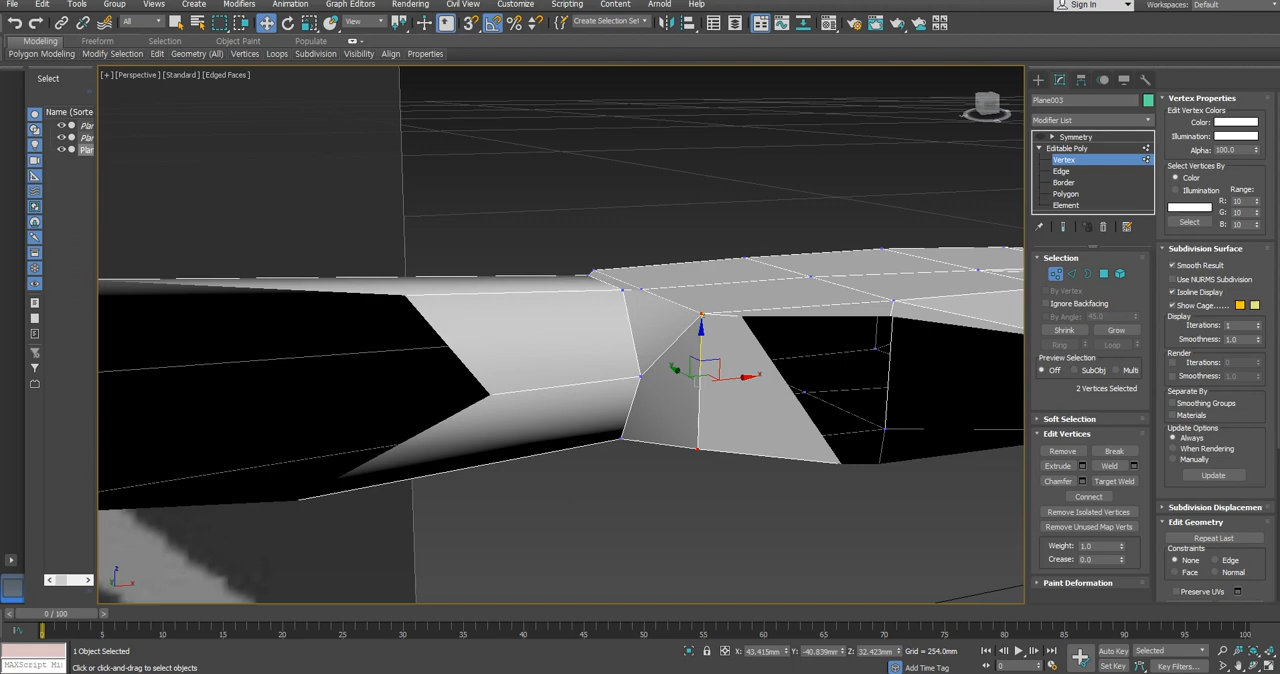 File Edit Tools Group Views Create Modifiers Animation Graph Editors Rendering Civil View Customize Scripting Content Arnold Help Sign In Workspaces: Default
All View Create Selection Set
Modeling Freeform Selection Object Paint Populate
Polygon Modeling Modify Selection Edit Geometry (All) Vertices Loops Subdivision Visibility Align Properties
Select
[+] [Perspective] [Standard] [Edged Faces]
Name (Sorte
Plan
Plan
Plan
Plane003
Modifier List
Symmetry
Editable Poly
Vertex
Edge
Border
Polygon
Element
Selection
By Vertex
Ignore Backfacing
By Angle: 45.0
Shrink Grow
Ring Loop
Preview Selection
Off SubObj Multi
2 Vertices Selected
Soft Selection
Edit Vertices
Remove Break
Extrude Weld
Chamfer Target Weld
Connect
Remove Isolated Vertices
Remove Unused Map Verts
Weight: 1.0
Crease: 0.0
Paint Deformation
Vertex Properties
Edit Vertex Colors
Color:
Illumination:
Alpha: 100.0
Select Vertices By
Color
Illumination Range:
R: 10
G: 10
B: 10
Select
Subdivision Surface
Smooth Result
Use NURMS Subdivision
Isoline Display
Show Cage......
Display
Iterations: 1
Smoothness: 1.0
Render
Iterations: 0
Smoothness: 1.0
Separate By
Smoothing Groups
Materials
Update Options
Always
When Rendering
Manually
Update
Subdivision Displacemen
Edit Geometry
Repeat Last
Constraints
None Edge
Face Normal
Preserve UVs
z
x
0 / 100
0 5 10 15 20 25 30 35 40 45 50 55 60 65 70 75 80 85 90 95 100
1 Object Selected
X: 43.415mm Y: -40.839mm Z: 32.423mm Grid = 254.0mm
Auto Key Selected
MAXScript Mi
Click or click-and-drag to select objects
Add Time Tag
0
Set Key Key Filters...